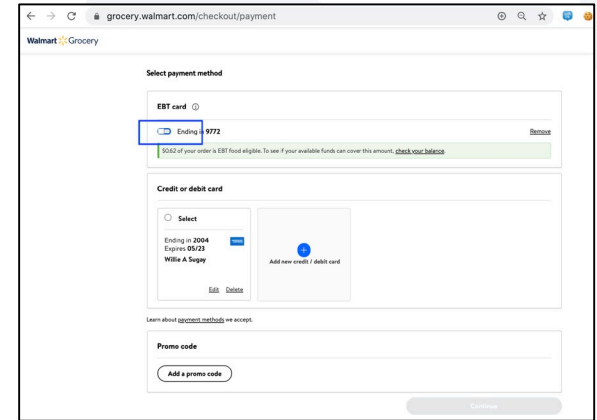 grocery.walmart.com/checkout/payment
Walmart Grocery
Select payment method
EBT card
Ending in 9772 Remove
$0.62 of your order is EBT food eligible. To see if your available funds can cover this amount, check your balance.
Credit or debit card
Select
Ending in 2004
Expires 05/23
Willie A Sugay
Edit Delete
Add new credit / debit card
Learn about payment methods we accept.
Promo code
Add a promo code
Continue